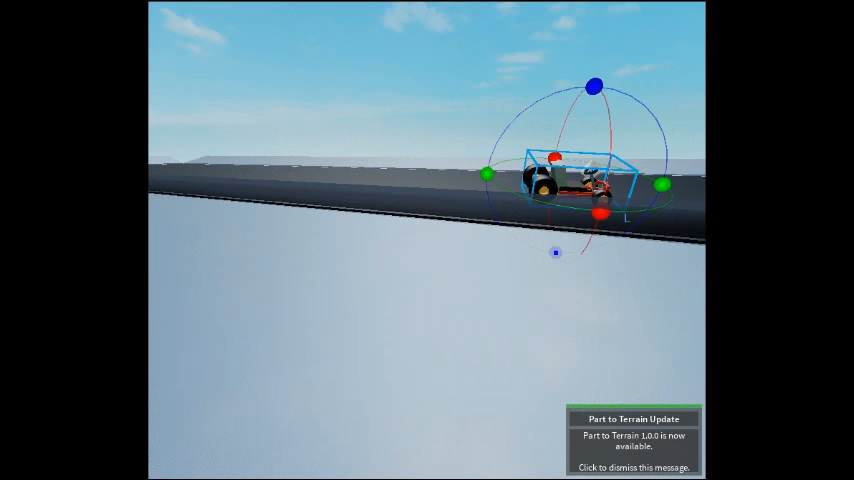 L
Part to Terrain Update
Part to Terrain 1.0.0 is now
available.
Click to dismiss this message.